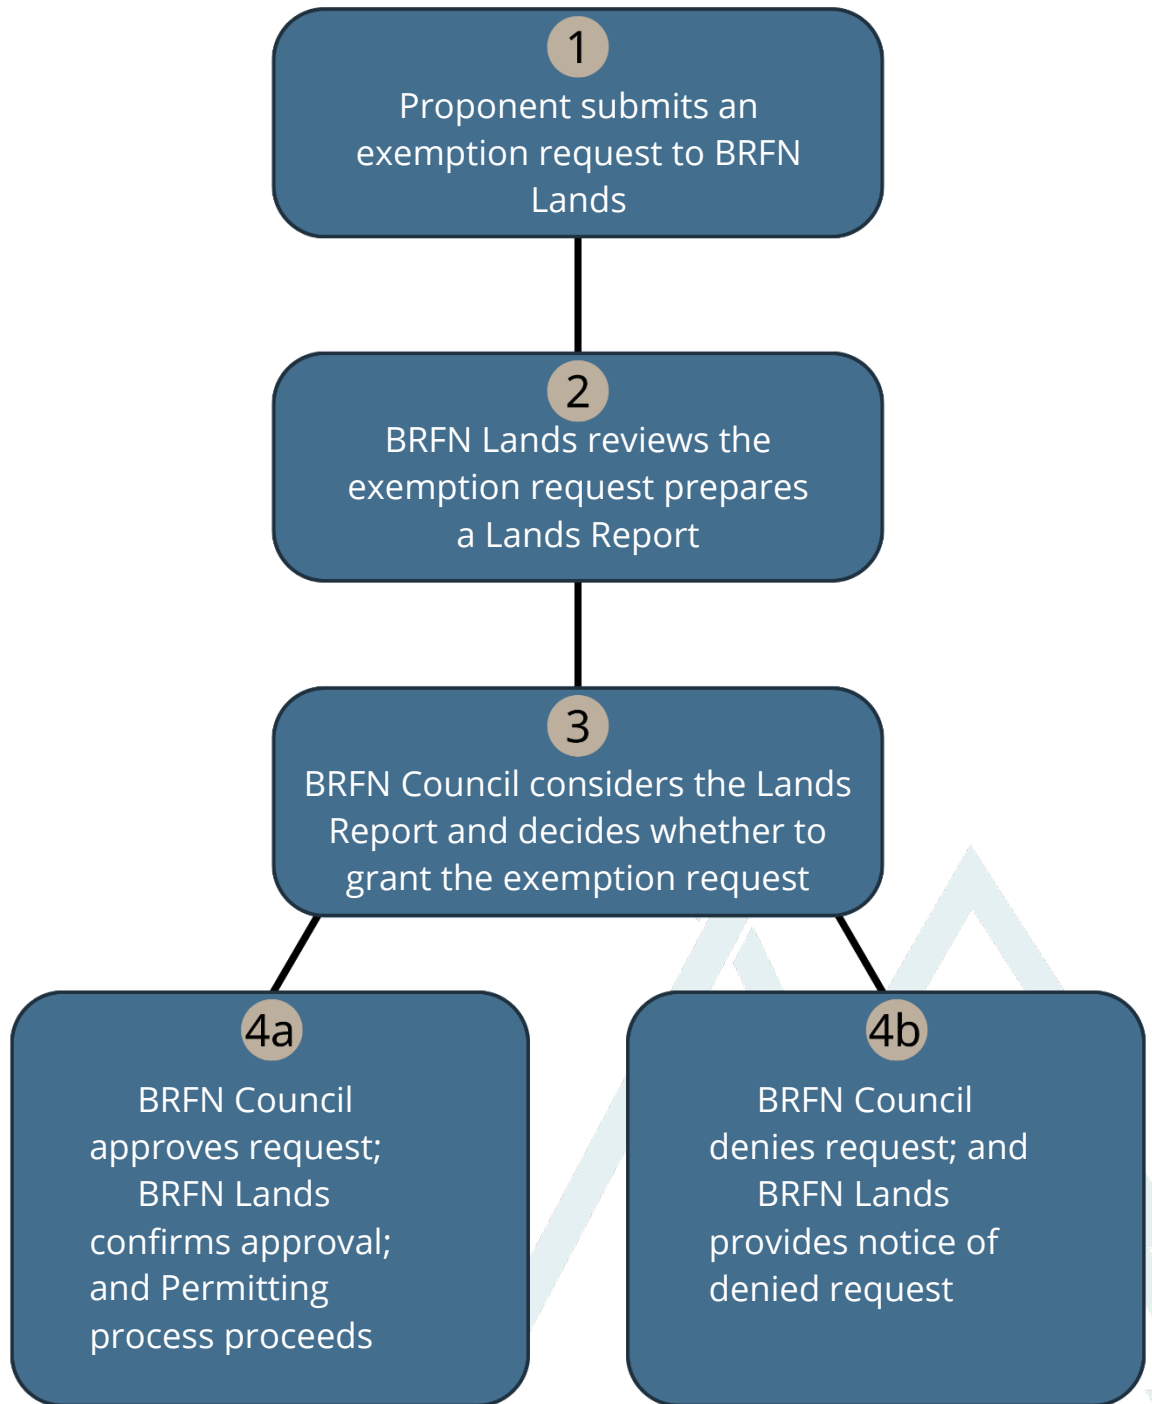 1
Proponent submits an
exemption request to BRFN
Lands
2
BRFN Lands reviews the
exemption request prepares
a Lands Report
3
BRFN Council considers the Lands
Report and decides whether to
grant the exemption request
4a
BRFN Council
approves request;
BRFN Lands
confirms approval;
and Permitting
process proceeds
4b
BRFN Council
denies request; and
BRFN Lands
provides notice of
denied request